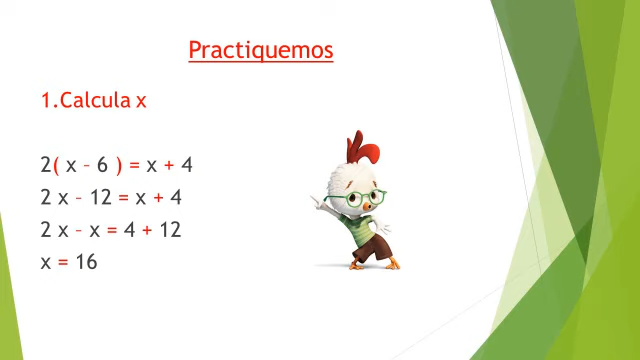 Practiquemos
1.Calcula x
2( x – 6 ) = x + 4
2 x – 12 = x + 4
2 x – x = 4 + 12
x = 16